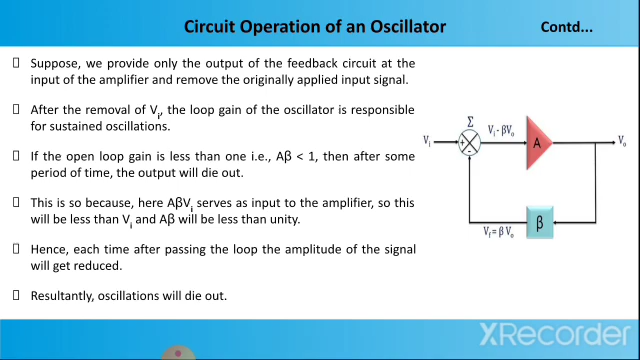 Circuit Operation of an Oscillator
Contd...
Suppose, we provide only the output of the feedback circuit at the
input of the amplifier and remove the originally applied input signal.
After the removal of Vi, the loop gain of the oscillator is responsible
for sustained oscillations.
If the open loop gain is less than one i.e., Aβ < 1, then after some
period of time, the output will die out.
This is so because, here AβVi serves as input to the amplifier, so this
will be less than Vi and Aβ will be less than unity.
Hence, each time after passing the loop the amplitude of the signal
will get reduced.
Resultantly, oscillations will die out.
Σ
Vi - βVo
Vi
+
-
A
Vo
β
Vf = β Vo
XRecorder